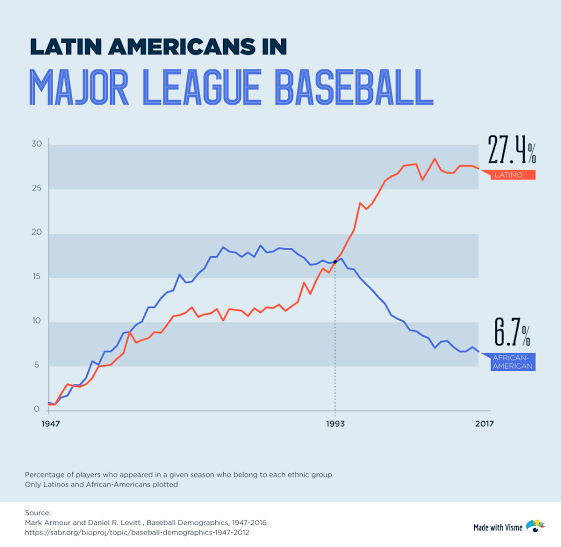 LATIN AMERICANS IN
MAJOR LEAGUE BASEBALL
30
25
20
15
10
5
0
1947
1993
2017
27.4%
LATINO
6.7%
AFRICAN-
AMERICAN
Percentage of players who appeared in a given season who belong to each ethnic group
Only Latinos and African-Americans plotted
Source:
Mark Armour and Daniel R. Levitt , Baseball Demographics, 1947-2016
https://sabr.org/bioproj/topic/baseball-demographics-1947-2012
Made with Visme